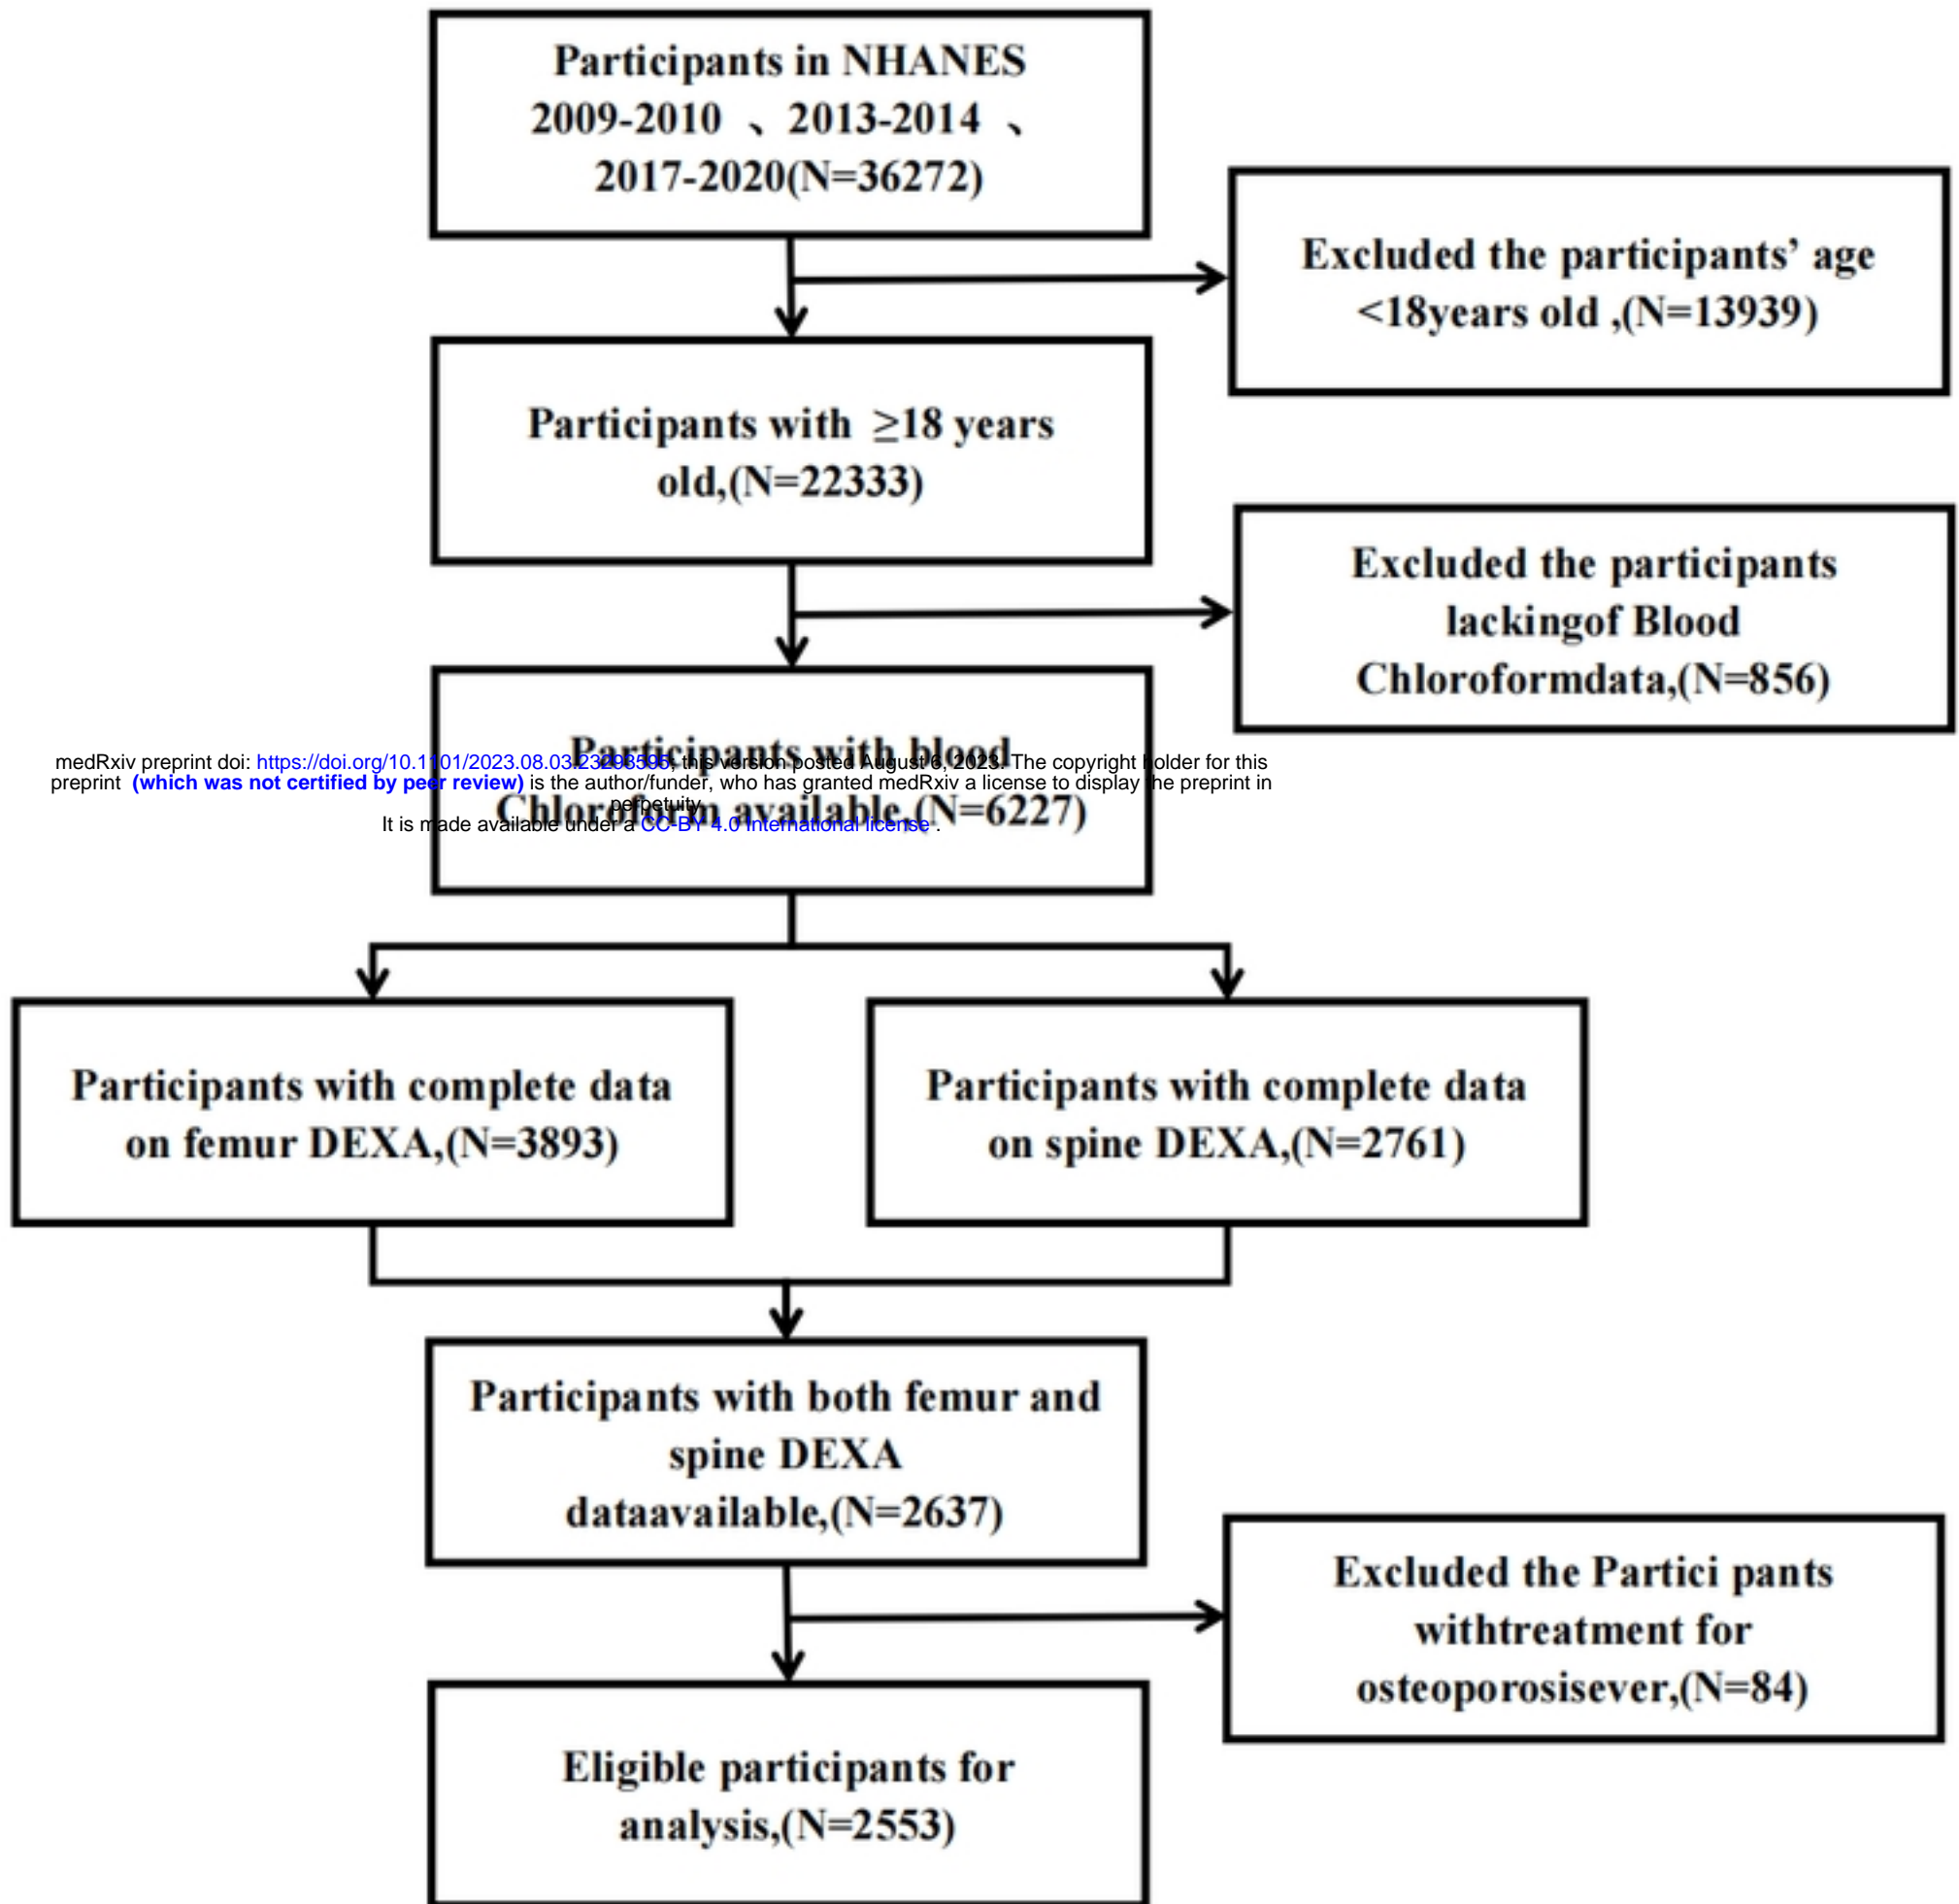 Participants in NHANES
2009-2010 、2013-2014 、
2017-2020(N=36272)
Excluded the participants’ age
<18years old ,(N=13939)
Participants with ≥18 years
old,(N=22333)
Excluded the participants
lackingof Blood
Chloroformdata,(N=856)
Participants with blood
Chloroform available,(N=6227)
medRxiv preprint doi: https://doi.org/10.1101/2023.08.03.23293595; this version posted August 6, 2023. The copyright holder for this
preprint (which was not certified by peer review) is the author/funder, who has granted medRxiv a license to display the preprint in
perpetuity.
It is made available under a CC-BY 4.0 International license .
Participants with complete data
on femur DEXA,(N=3893)
Participants with complete data
on spine DEXA,(N=2761)
Participants with both femur and
spine DEXA
dataavailable,(N=2637)
Excluded the Partici pants
withtreatment for
osteoporosisever,(N=84)
Eligible participants for
analysis,(N=2553)